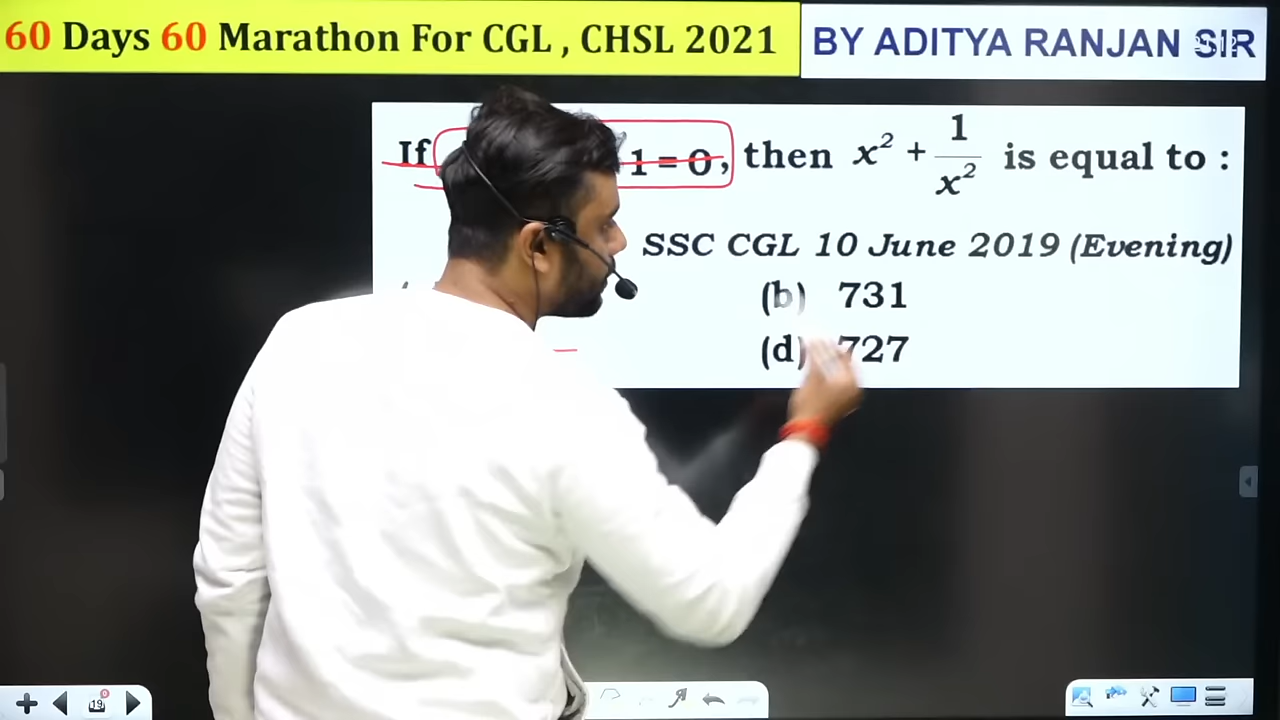 60 Days 60 Marathon For CGL , CHSL 2021
BY ADITYA RANJAN SIR
If 1 = 0, then x² + 1/x² is equal to :
SSC CGL 10 June 2019 (Evening)
(b) 731
(d) 727
19